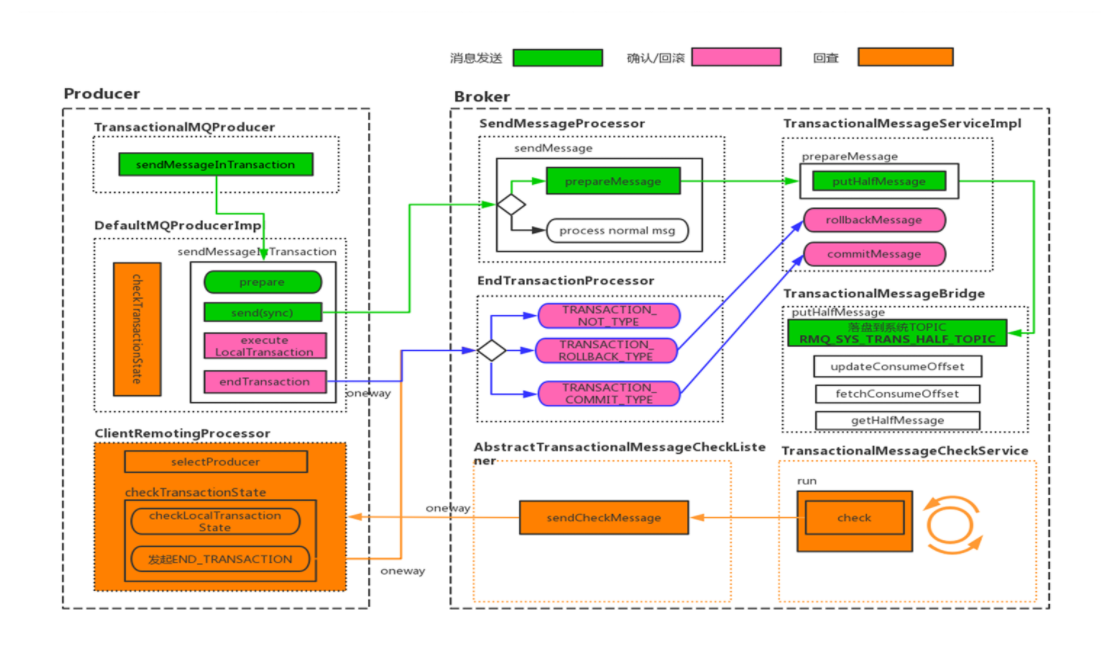 消息发送
确认/回滚
回查
Producer
TransactionalMQProducer
sendMessageInTransaction
DefaultMQProducerImp
sendMessageInTransaction
checkTransactionState
prepare
send(sync)
execute
LocalTransaction
endTransaction
oneway
ClientRemotingProcessor
selectProducer
checkTransactionState
checkLocalTransaction
State
发起END_TRANSACTION
oneway
oneway
Broker
SendMessageProcessor
sendMessage
prepareMessage
process normal msg
EndTransactionProcessor
TRANSACTION_
NOT_TYPE
TRANSACTION_
ROLLBACK_TYPE
TRANSACTION_
COMMIT_TYPE
AbstractTransactionalMessageCheckListe
ner
sendCheckMessage
TransactionalMessageServiceImpl
prepareMessage
putHalfMessage
rollbackMessage
commitMessage
TransactionalMessageBridge
putHalfMessage
落盘到系统TOPIC
RMQ_SYS_TRANS_HALF_TOPIC
updateConsumeOffset
fetchConsumeOffset
getHalfMessage
TransactionalMessageCheckService
run
check